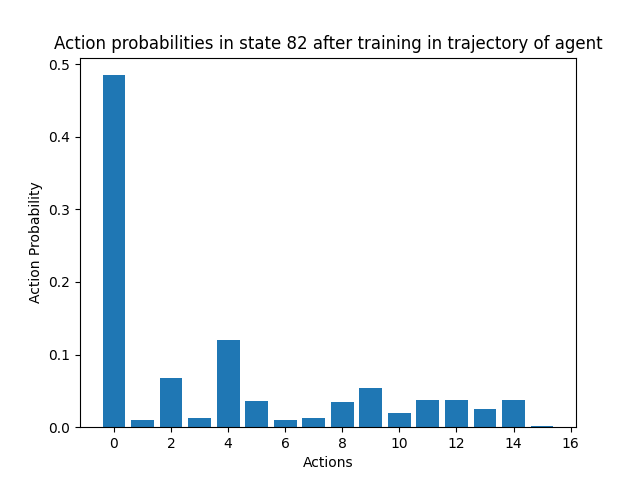 Action probabilities in state 82 after training in trajectory of agent
0.5
0.4
0.3
0.2
0.1
0.0
Action Probability
0 2 4 6 8 10 12 14 16
Actions